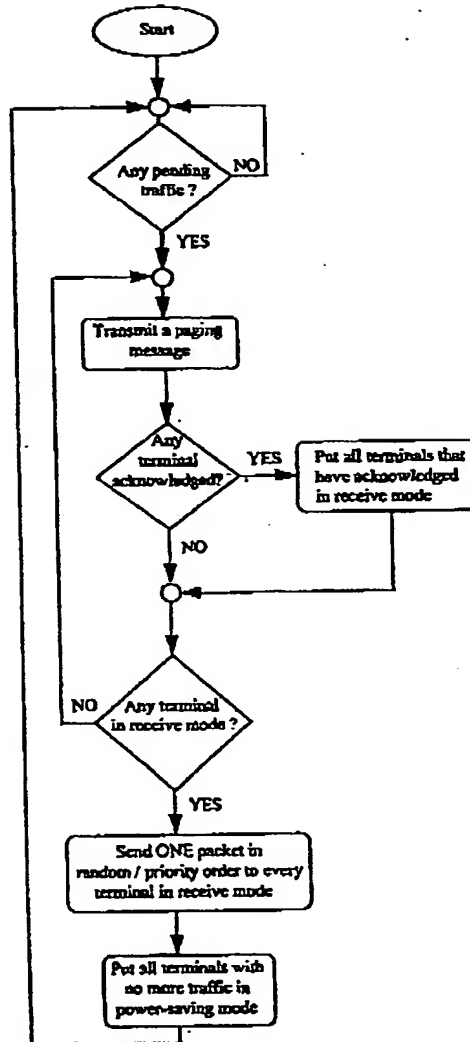 Start
Any pending
traffic ?
NO
YES
Transmit a paging
message
Any
terminal
acknowledged?
YES
Put all terminals that
have acknowledged
in receive mode
NO
NO
Any terminal
in receive mode ?
YES
Send ONE packet in
random / priority order to every
terminal in receive mode
Put all terminals with
no more traffic in
power-saving mode